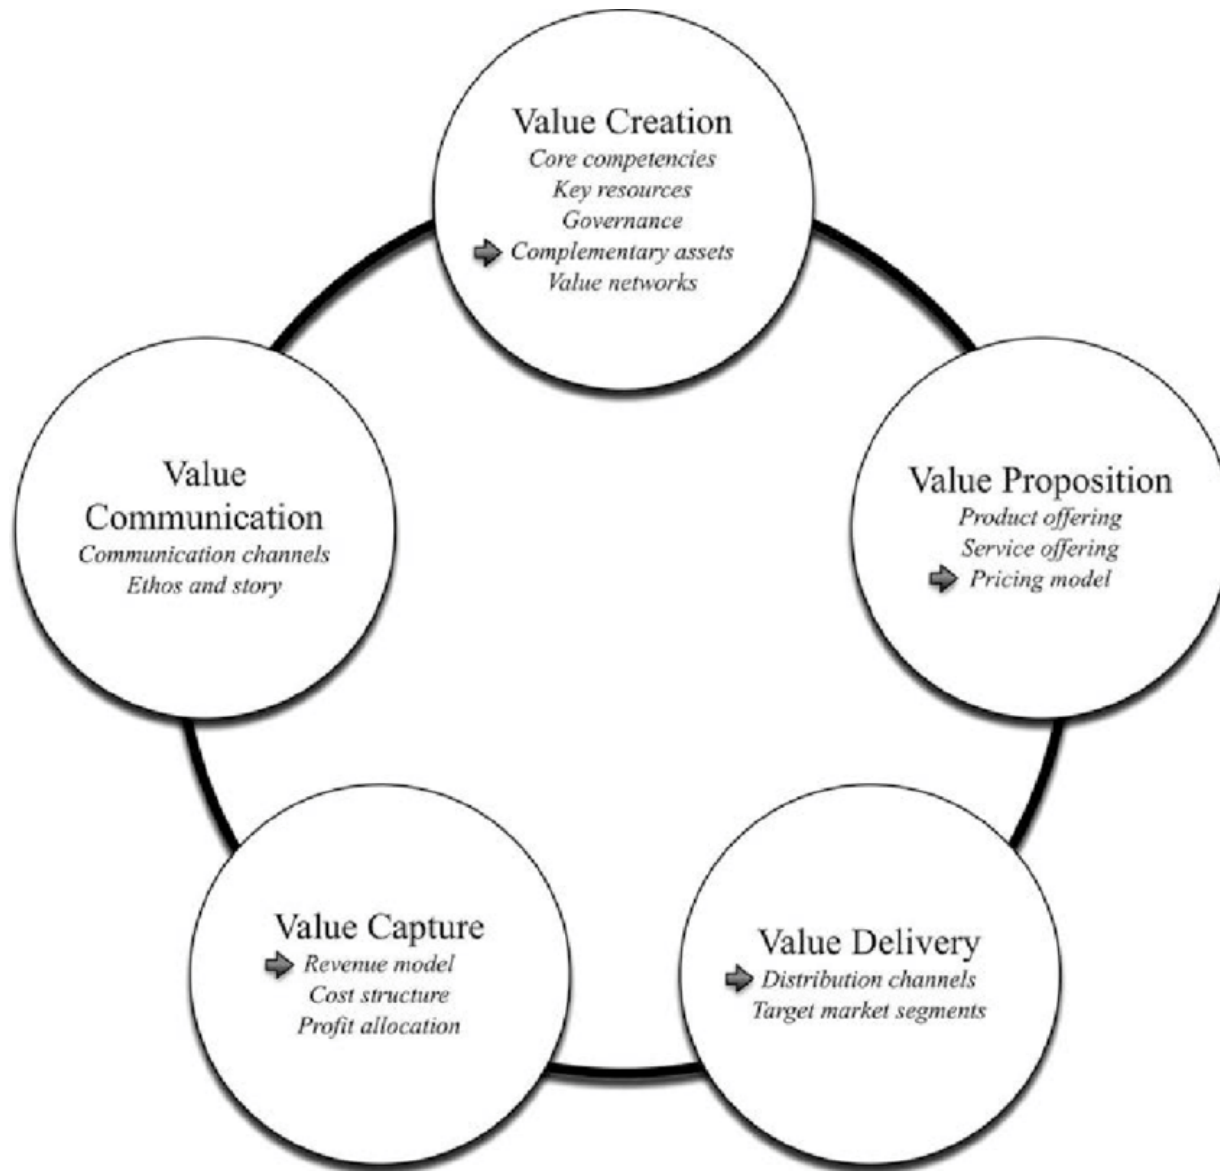 Value Creation
Core competencies
Key resources
Governance
Complementary assets
Value networks
Value Proposition
Product offering
Service offering
Pricing model
Value Delivery
Distribution channels
Target market segments
Value Capture
Revenue model
Cost structure
Profit allocation
Value
Communication
Communication channels
Ethos and story